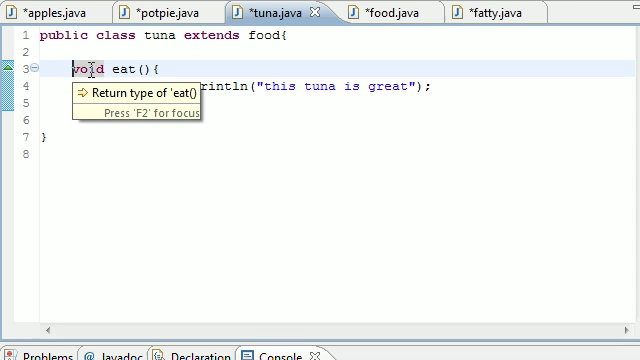 *apples.java *potpie.java *tuna.java *food.java *fatty.java
1 public class tuna extends food{
2
3 void eat(){
4 rintln("this tuna is great");
5
6
7 }
8
Return type of 'eat()
Press 'F2' for focus
Problems @ Javadoc Declaration Console